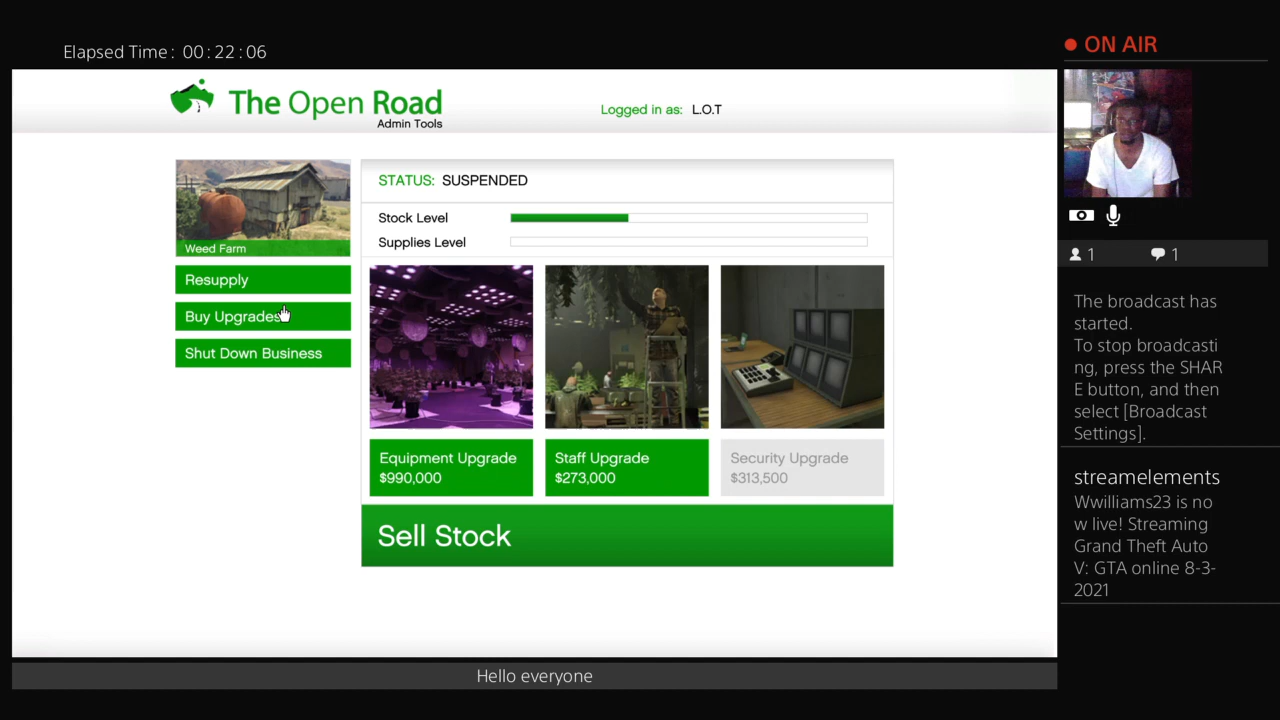 Elapsed Time: 00:22:06
ON AIR
The Open Road
Admin Tools
Logged in as: L.O.T
Weed Farm
Resupply
Buy Upgrades
Shut Down Business
STATUS: SUSPENDED
Stock Level
Supplies Level
Equipment Upgrade
$990,000
Staff Upgrade
$273,000
Security Upgrade
$313,500
Sell Stock
1
1
The broadcast has
started.
To stop broadcasti
ng, press the SHAR
E button, and then
select [Broadcast
Settings].
streamelements
Wwilliams23 is no
w live! Streaming
Grand Theft Auto
V: GTA online 8-3-
2021
Hello everyone